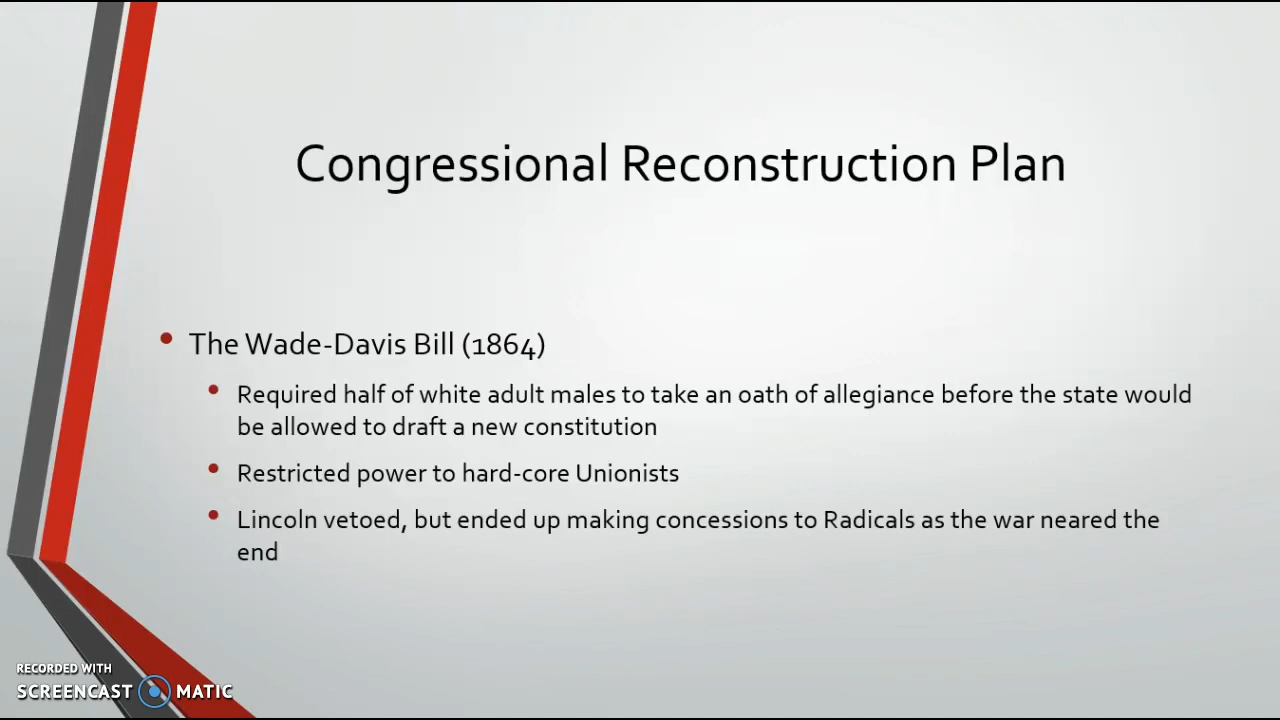 Congressional Reconstruction Plan
The Wade-Davis Bill (1864)
Required half of white adult males to take an oath of allegiance before the state would
be allowed to draft a new constitution
Restricted power to hard-core Unionists
Lincoln vetoed, but ended up making concessions to Radicals as the war neared the
end
RECORDED WITH
SCREENCAST MATIC